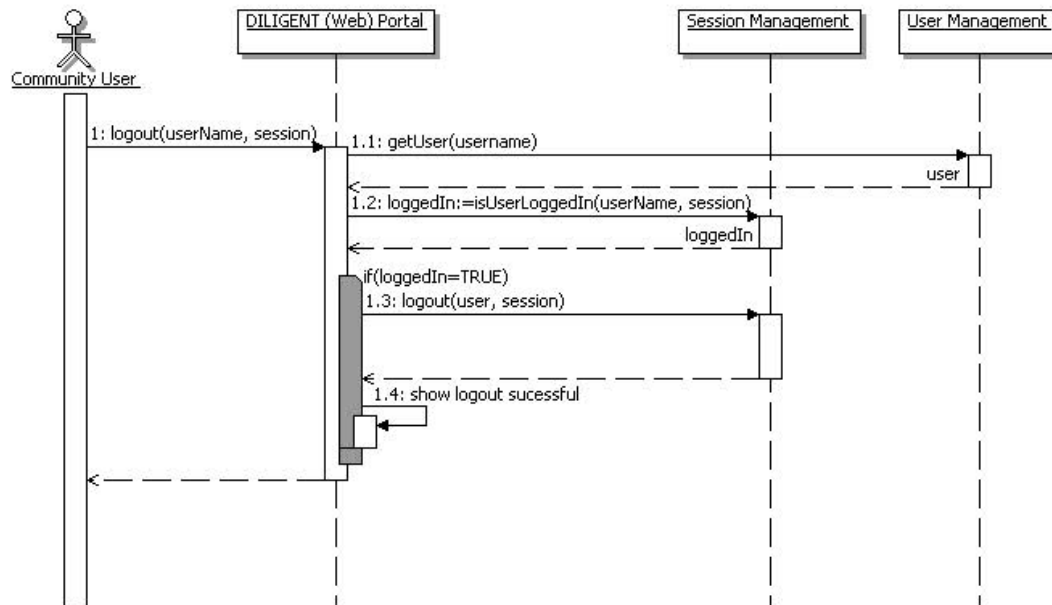 DILIGENT (Web) Portal
Session Management
User Management
Community User
1: logout(userName, session)
1.1: getUser(username)
user
1.2: loggedIn:=isUserLoggedIn(userName, session)
loggedIn
if(loggedIn=TRUE)
1.3: logout(user, session)
1.4: show logout sucessful